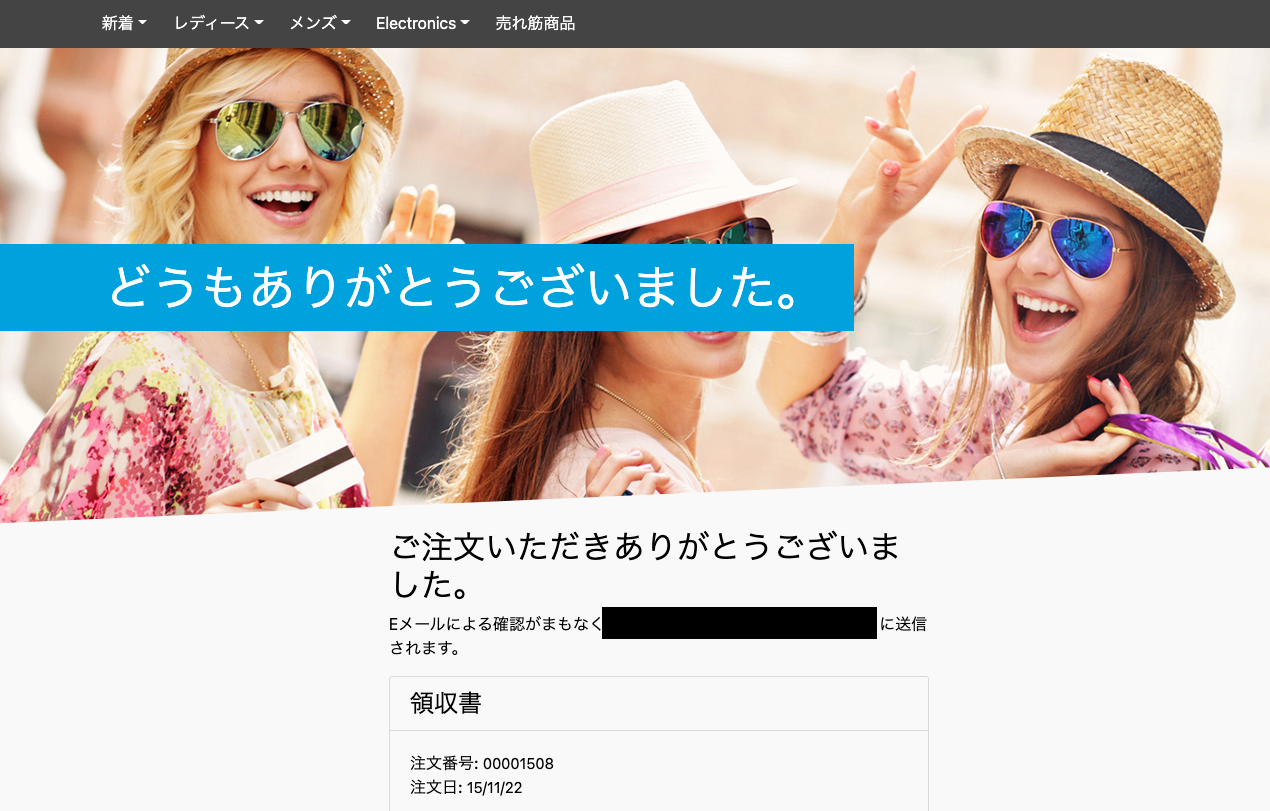 新着 レディース メンズ Electronics 売れ筋商品
どうもありがとうございました。
ご注文いただきありがとうございま
した。
Eメールによる確認がまもなく に送信
されます。
領収書
注文番号: 00001508
注文日: 15/11/22